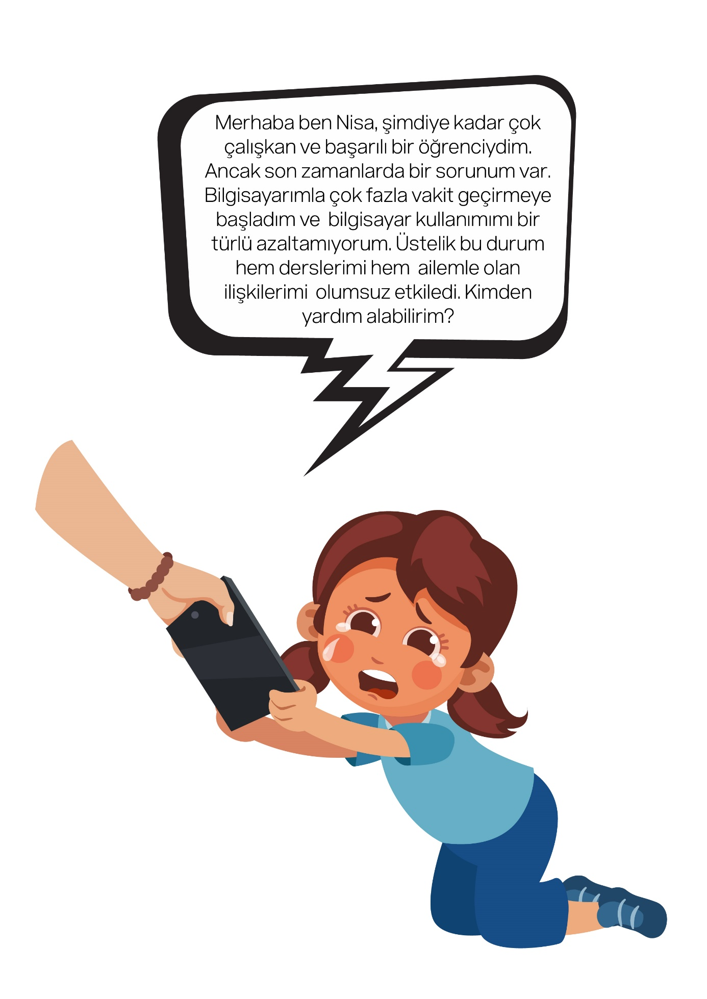 Merhaba ben Nisa, şimdiye kadar çok
çalışkan ve başarılı bir öğrenciydim.
Ancak son zamanlarda bir sorunum var.
Bilgisayarımla çok fazla vakit geçirmeye
başladım ve bilgisayar kullanımımı bir
türlü azaltamıyorum. Üstelik bu durum
hem derslerimi hem ailemle olan
ilişkilerimi olumsuz etkiledi. Kimden
yardım alabilirim?